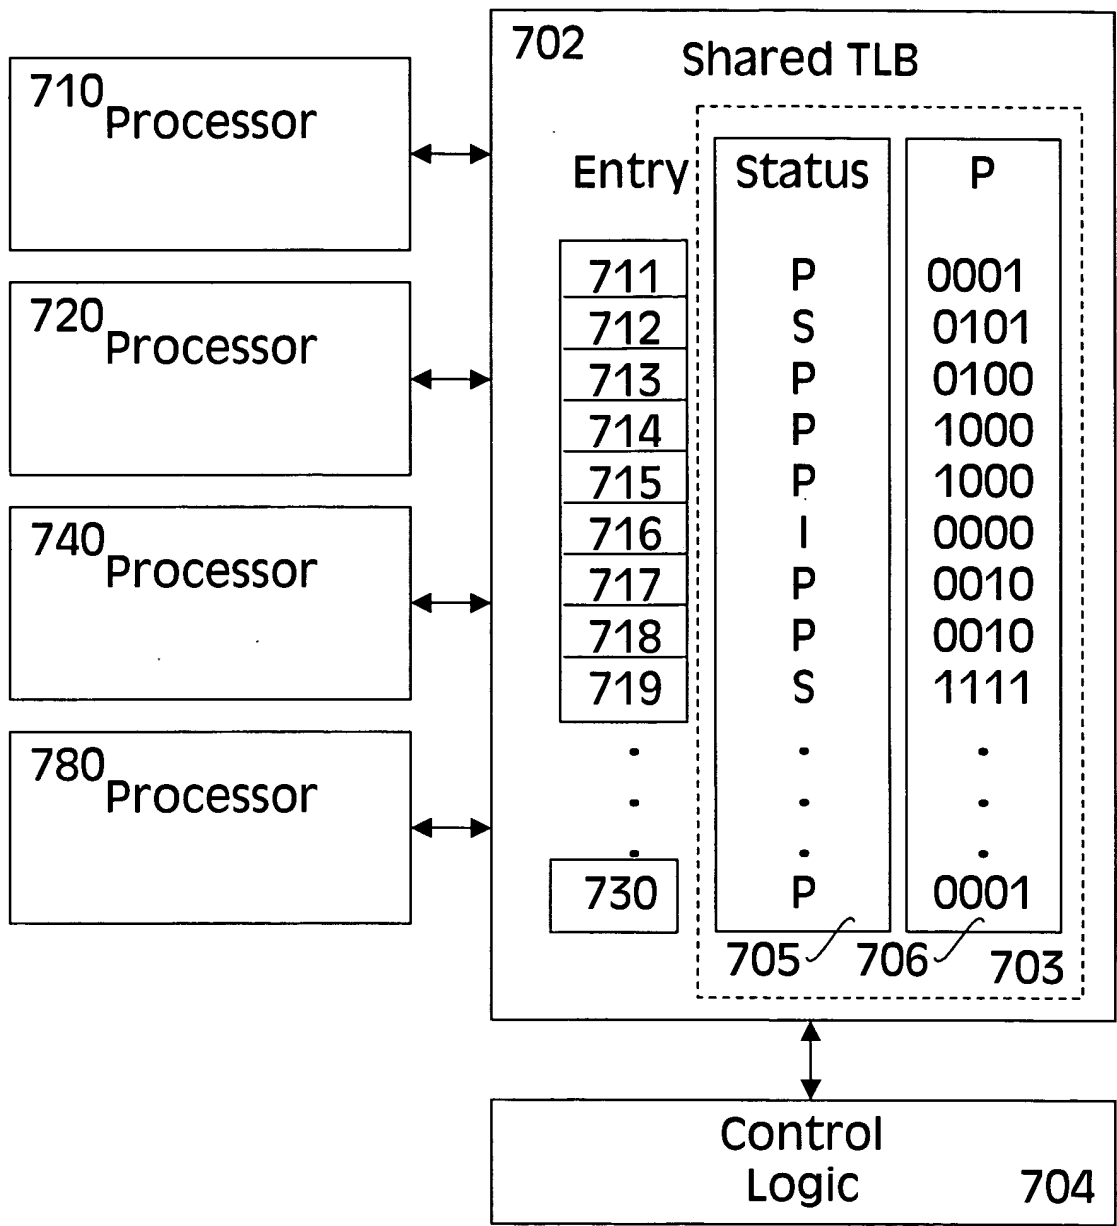 710
Processor
720
Processor
740
Processor
780
Processor
702
Shared TLB
Entry Status P
711 P 0001
712 S 0101
713 P 0100
714 P 1000
715 P 1000
716 I 0000
717 P 0010
718 P 0010
719 S 1111
730 P 0001
705 706 703
Control
Logic
704